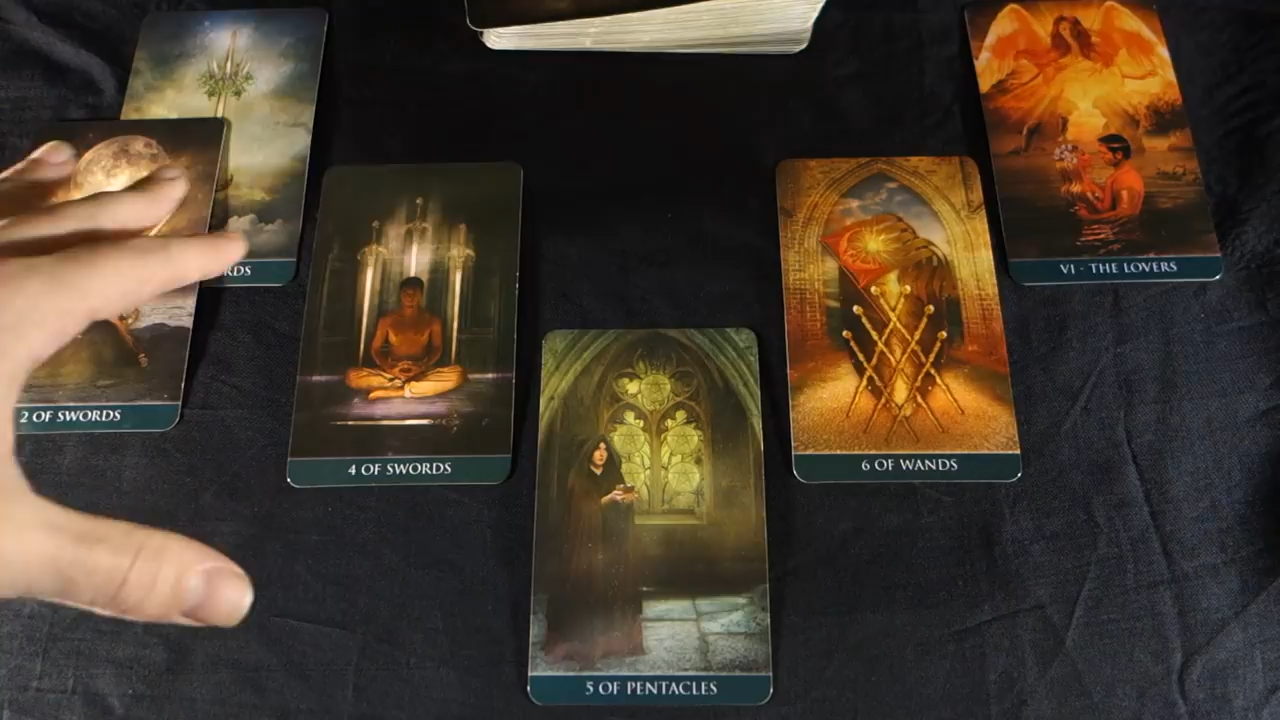 VI - THE LOVERS
2 OF SWORDS
4 OF SWORDS
6 OF WANDS
5 OF PENTACLES